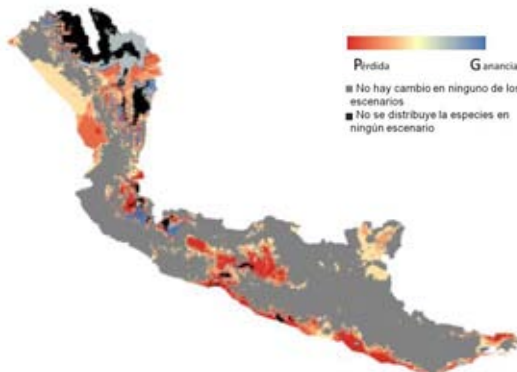 Pérdida Ganancia
No hay cambio en ninguno de los
escenarios
No se distribuye la especies en
ningún escenario